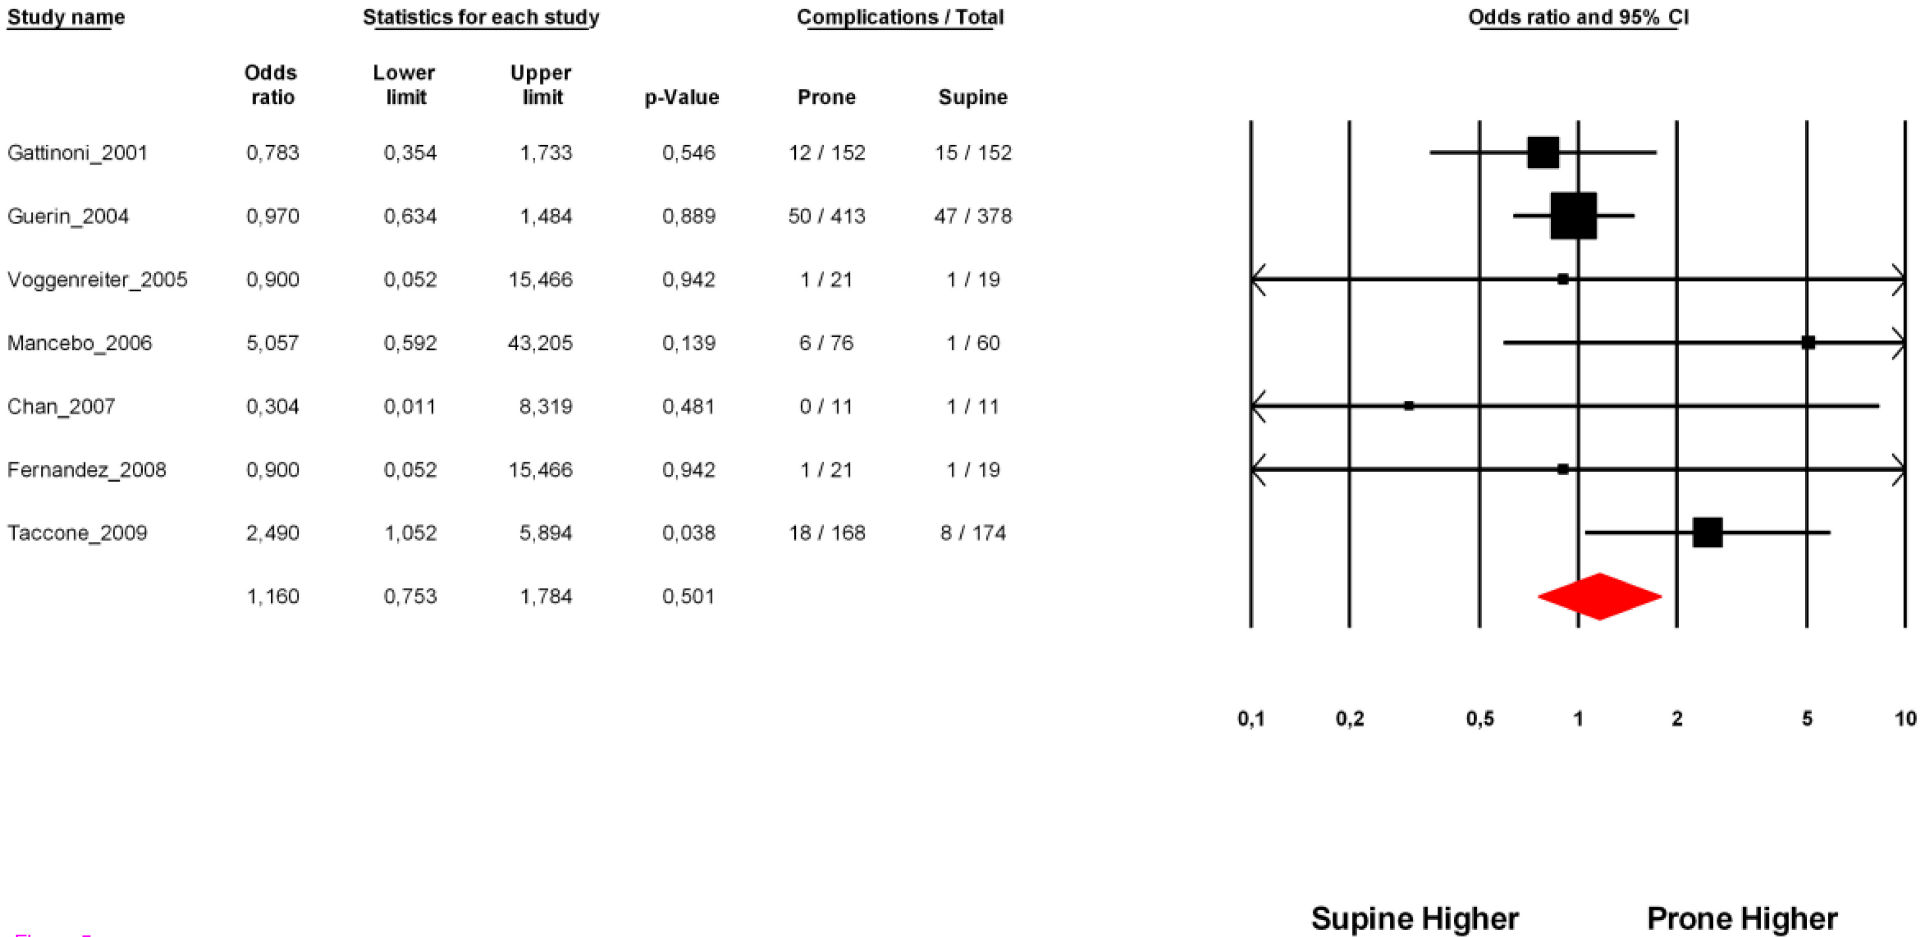 Study name Statistics for each study Complications / Total Odds ratio and 95% CI
Odds ratio Lower limit Upper limit p-Value Prone Supine
Gattinoni_2001 0,783 0,354 1,733 0,546 12 / 152 15 / 152
Guerin_2004 0,970 0,634 1,484 0,889 50 / 413 47 / 378
Voggenreiter_2005 0,900 0,052 15,466 0,942 1 / 21 1 / 19
Mancebo_2006 5,057 0,592 43,205 0,139 6 / 76 1 / 60
Chan_2007 0,304 0,011 8,319 0,481 0 / 11 1 / 11
Fernandez_2008 0,900 0,052 15,466 0,942 1 / 21 1 / 19
Taccone_2009 2,490 1,052 5,894 0,038 18 / 168 8 / 174
1,160 0,753 1,784 0,501
0,1 0,2 0,5 1 2 5 10
Supine Higher Prone Higher